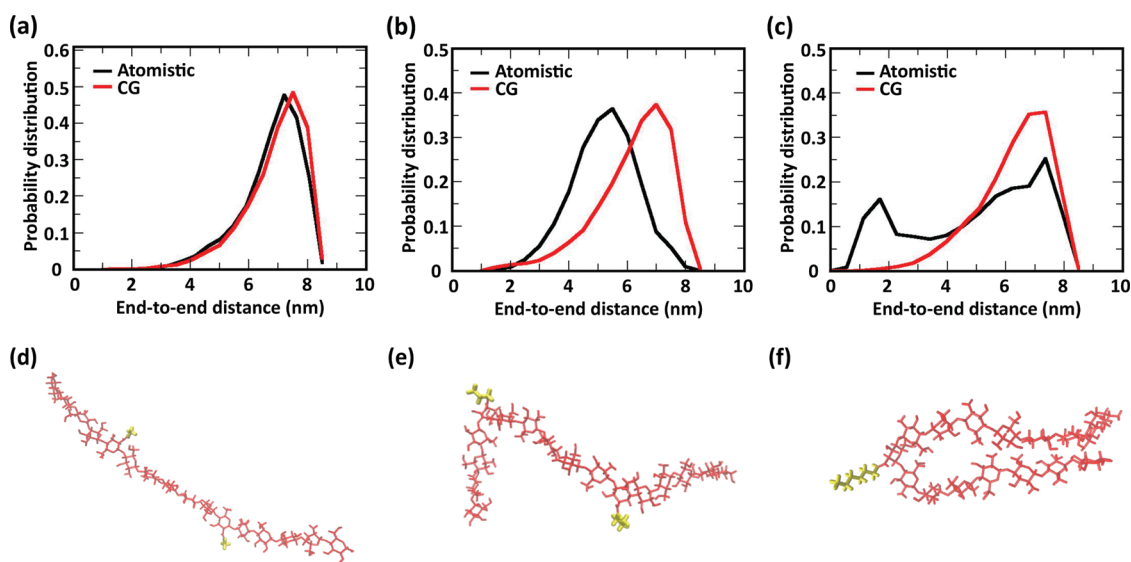 (a)
Probability distribution
0.6
0.5
0.4
0.3
0.2
0.1
0
Atomistic
CG
0 2 4 6 8 10
End-to-end distance (nm)
(b)
Probability distribution
0.5
0.4
0.3
0.2
0.1
0
Atomistic
CG
0 2 4 6 8 10
End-to-end distance (nm)
(c)
Probability distribution
0.5
0.4
0.3
0.2
0.1
0
Atomistic
CG
0 2 4 6 8 10
End-to-end distance (nm)
(d)
(e)
(f)